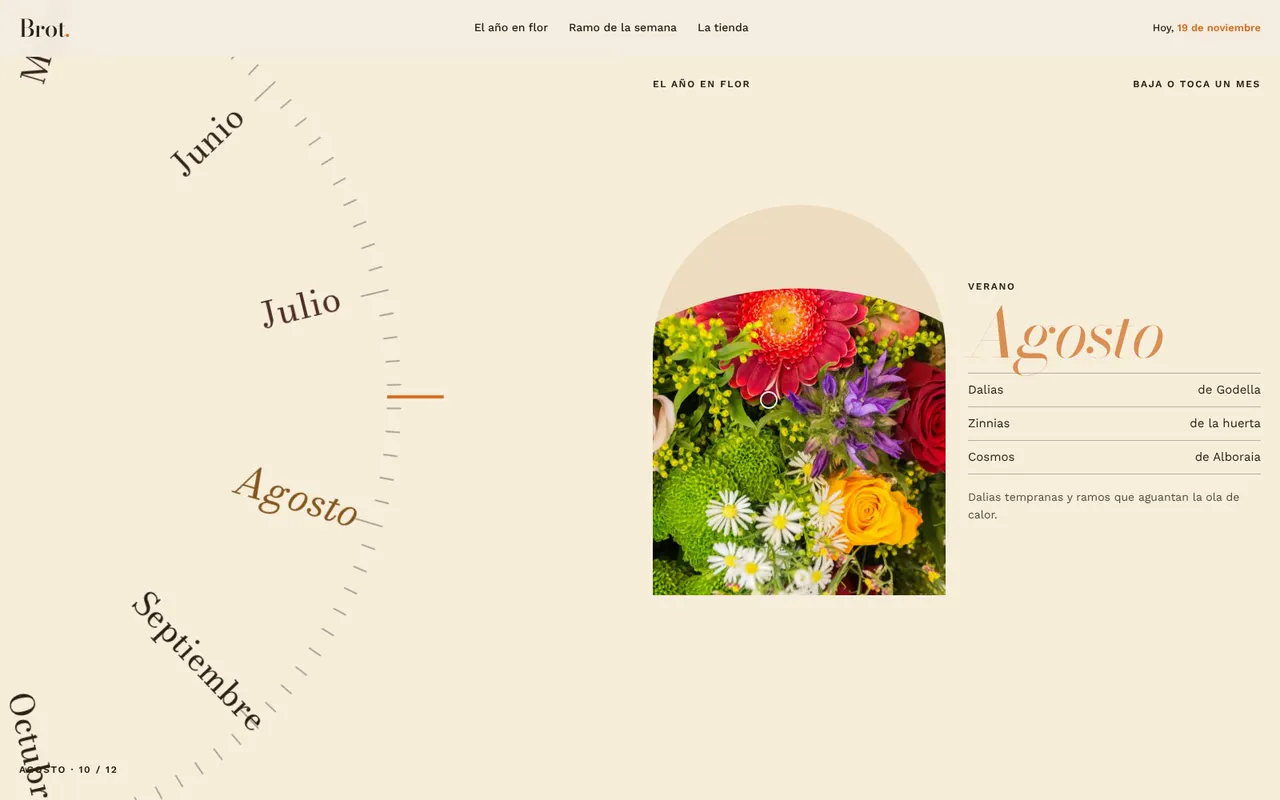 Brot.
El año en flor
Ramo de la semana
La tienda
Hoy, 19 de noviembre
EL AÑO EN FLOR
BAJA O TOCA UN MES
M
Junio
Julio
Agosto
Septiembre
Octubr
AGOSTO · 10 / 12
VERANO
Agosto
Dalias de Godella
Zinnias de la huerta
Cosmos de Alboraia
Dalias tempranas y ramos que aguantan la ola de
calor.